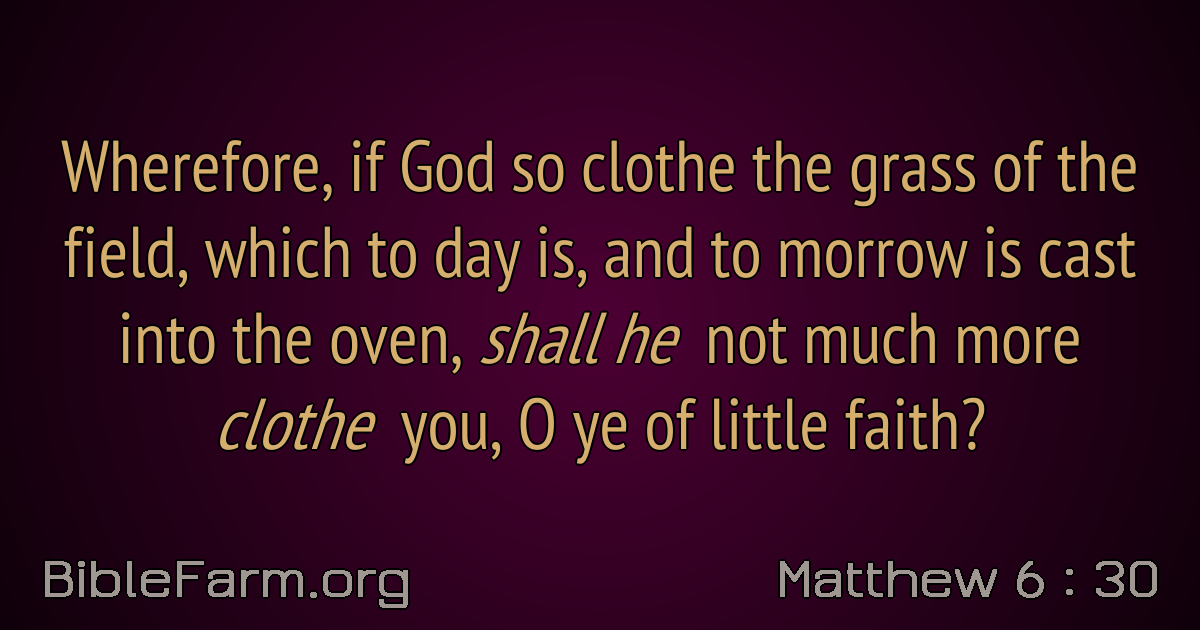 Wherefore, if God so clothe the grass of the
field, which to day is, and to morrow is cast
into the oven, shall he not much more
clothe you, O ye of little faith?
BibleFarm.org
Matthew 6 : 30